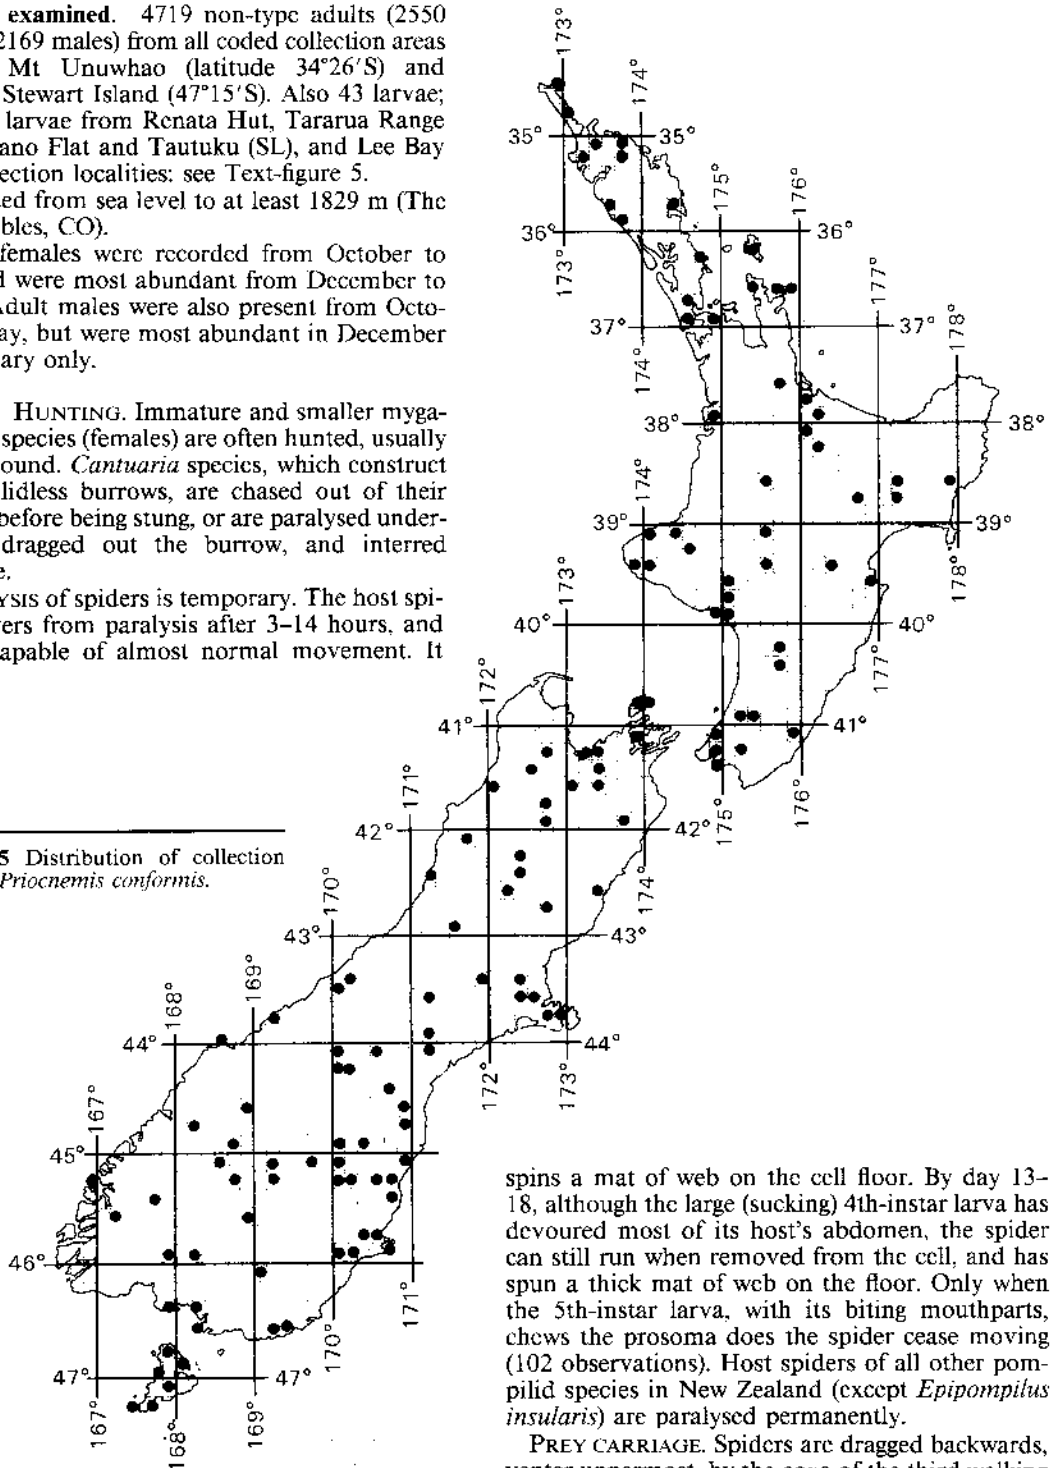 examined. 4719 non-type adults (2550
2169 males) from all coded collection areas
Mt Unuwhao (latitude 34°26′S) and
Stewart Island (47°15′S). Also 43 larvae;
larvae from Renata Hut, Tararua Range
ano Flat and Tautuku (SL), and Lee Bay
ection localities: see Text-figure 5.
ed from sea level to at least 1829 m (The
bles, CO).
females were recorded from October to
d were most abundant from December to
Adult males were also present from Octo-
ay, but were most abundant in December
ary only.
HUNTING. Immature and smaller myga-
species (females) are often hunted, usually
ound. Cantuaria species, which construct
lidless burrows, are chased out of their
before being stung, or are paralysed under-
dragged out the burrow, and interred
e.
YSIS of spiders is temporary. The host spi-
vers from paralysis after 3–14 hours, and
capable of almost normal movement. It
5 Distribution of collection
Priocnemis conformis.
173°
174°
35°
35°
175°
176°
36°
36°
173°
177°
178°
37°
37°
174°
38°
38°
174°
39°
39°
173°
178°
40°
40°
172°
177°
41°
41°
171°
175°
176°
42°
42°
170°
174°
43°
43°
169°
168°
44°
44°
167°
172°
173°
45°
46°
171°
170°
47°
47°
167°
168°
169°
spins a mat of web on the cell floor. By day 13–
18, although the large (sucking) 4th-instar larva has
devoured most of its host's abdomen, the spider
can still run when removed from the cell, and has
spun a thick mat of web on the floor. Only when
the 5th-instar larva, with its biting mouthparts,
chews the prosoma does the spider cease moving
(102 observations). Host spiders of all other pom-
pilid species in New Zealand (except Epipompilus
insularis) are paralysed permanently.
PREY CARRIAGE. Spiders are dragged backwards,
venter uppermost, by the coxa of the third walking